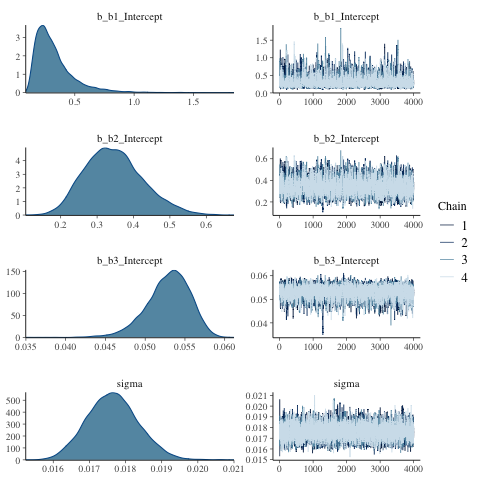 b_b1_Intercept
3
2
1
0
0.5 1.0 1.5
b_b1_Intercept
1.5
1.0
0.5
0.0
0 1000 2000 3000 4000
b_b2_Intercept
4
3
2
1
0
0.2 0.3 0.4 0.5 0.6
b_b2_Intercept
0.6
0.4
0.2
0 1000 2000 3000 4000
b_b3_Intercept
150
100
50
0
0.035 0.040 0.045 0.050 0.055 0.060
b_b3_Intercept
0.06
0.05
0.04
0 1000 2000 3000 4000
sigma
500
400
300
200
100
0
0.016 0.017 0.018 0.019 0.020 0.021
sigma
0.021
0.020
0.019
0.018
0.017
0.016
0.015
0 1000 2000 3000 4000
Chain
1
2
3
4